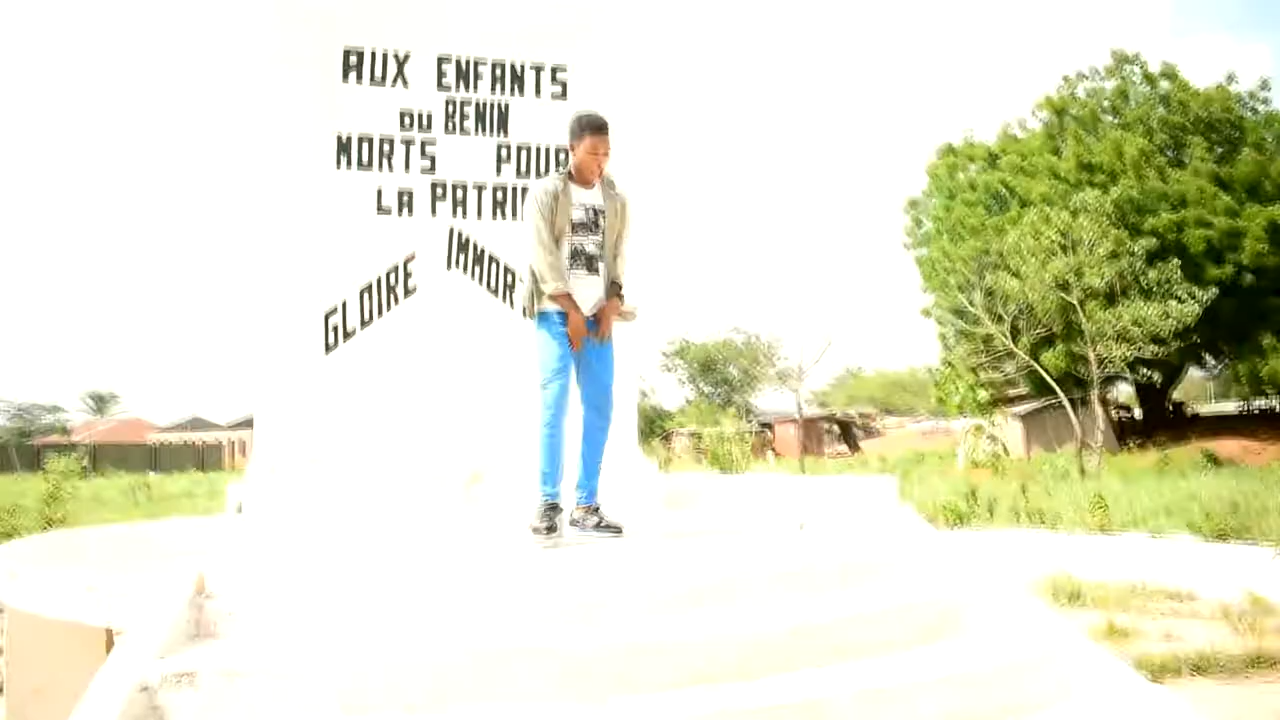 AUX ENFANTS
DU BENIN
MORTS POUR
LA PATRI
GLOIRE IMMOR